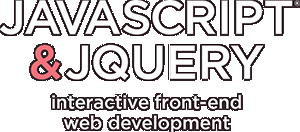 JAVASCRIPT
& JQUERY
interactive front-end
web development